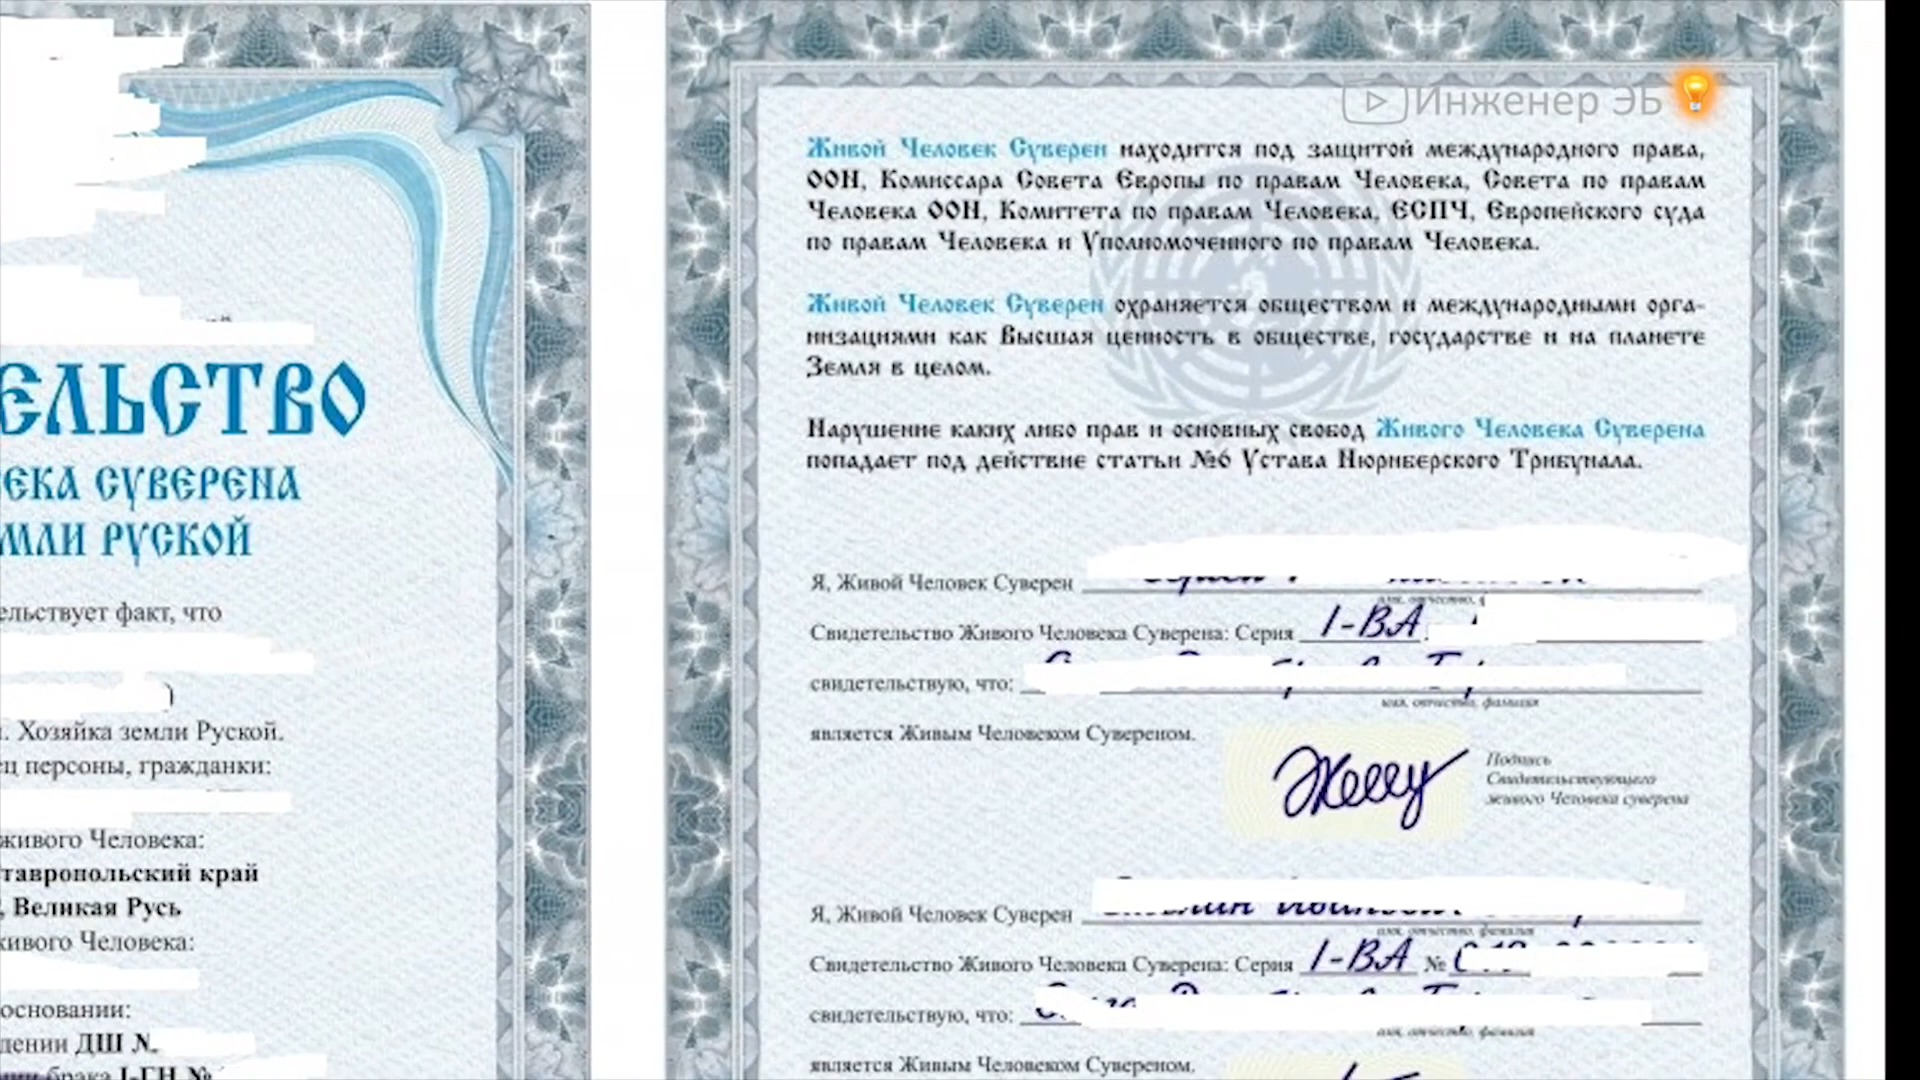 Инженер ЭБ
ЕЛЬСТВО
ЕКА СУВЕРЕНА
МЛИ РУСКОЙ
ельствует факт, что
)
. Хозяйка земли Руской.
ец персоны, гражданки:
живого Человека:
тавропольский край
, Великая Русь
живого Человека:
основании:
дении ДШ №
брака I-ГН №
Живой Человек Суверен находится под защитой международного права,
ООН, Комиссара Совета Европы по правам Человека, Совета по правам
Человека ООН, Комитета по правам Человека, ЕСПЧ, Европейского суда
по правам Человека и Уполномоченного по правам Человека.
Живой Человек Суверен охраняется обществом и международными орга-
низациями как Высшая ценность в обществе, государстве и на планете
Земля в целом.
Нарушение каких либо прав и основных свобод Живого Человека Суверена
попадает под действие статьи №6 Устава Нюрнберского Трибунала.
Я, Живой Человек Суверен
имя, отчество,
Свидетельство Живого Человека Суверена: Серия I-ВА
свидетельствую, что:
имя, отчество, фамилия
является Живым Человеком Сувереном.
Подпись
Свидетельствующего
живого Человека суверена
Я, Живой Человек Суверен
имя, отчество, фамилия
Свидетельство Живого Человека Суверена: Серия I-ВА №
свидетельствую, что:
имя, отчество, фамилия
является Живым Человеком Сувереном.